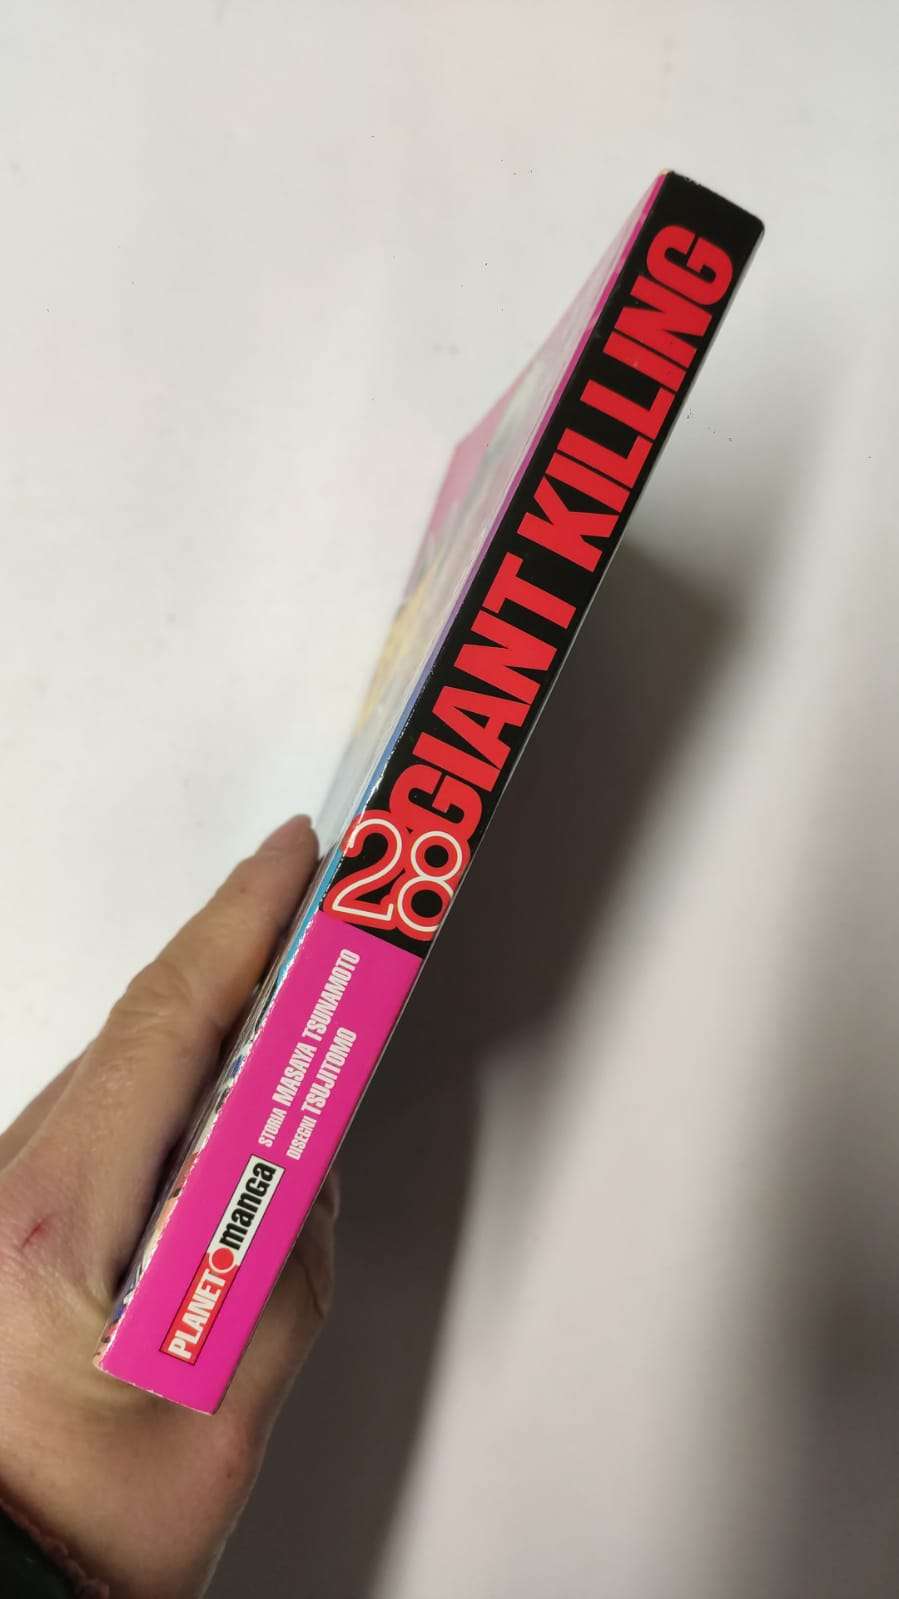 GIANT KILLING
28
STORIA MASAYA TSUNAMOTO
DISEGNI TSUJITOMO
PLANET manga